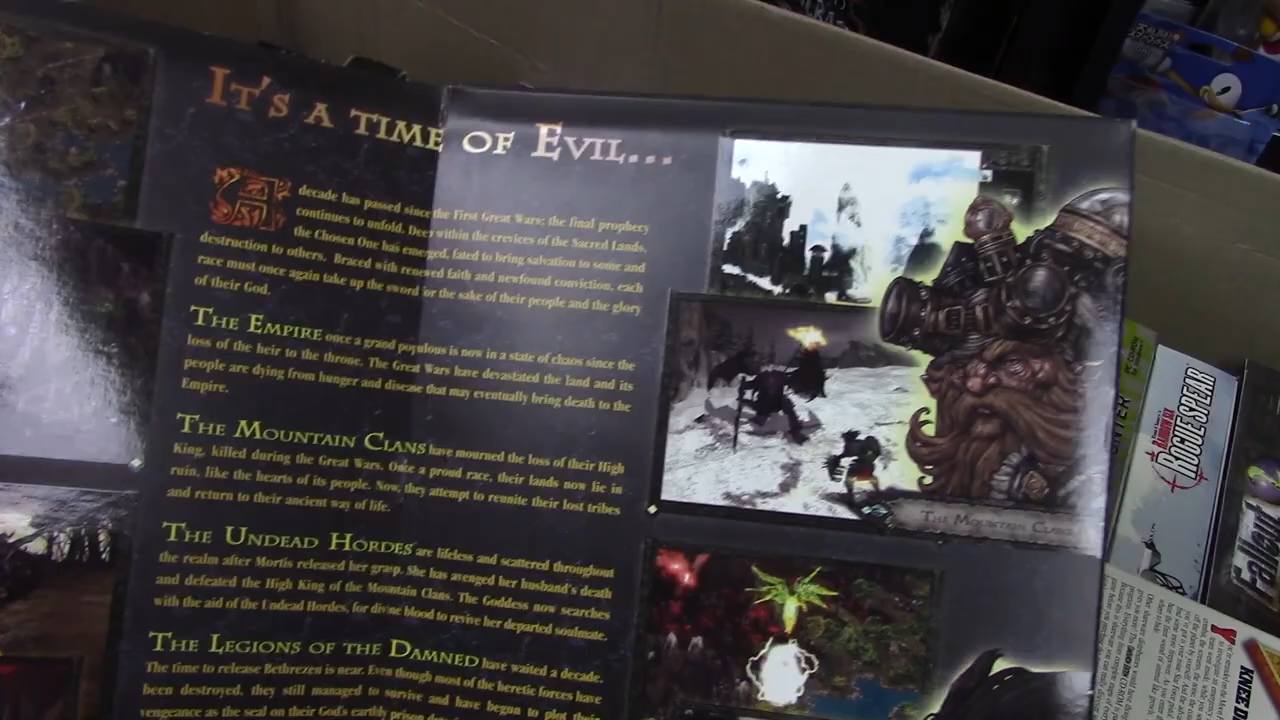 IT'S A TIME OF EVIL...
A decade has passed since the First Great Wars; the final prophecy
continues to unfold. Deep within the crevices of the Sacred Lands,
the Chosen One has emerged, fated to bring salvation to some and
destruction to others. Braced with renewed faith and newfound conviction, each
race must once again take up the sword for the sake of their people and the glory
of their God.
THE EMPIRE once a grand populous is now in a state of chaos since the
loss of the heir to the throne. The Great Wars have devastated the land and its
people are dying from hunger and disease that may eventually bring death to the
Empire.
THE MOUNTAIN CLANS have mourned the loss of their High
King, killed during the Great Wars. Once a proud race, their lands now lie in
ruin, like the hearts of its people. Now, they attempt to reunite their lost tribes
and return to their ancient way of life.
THE UNDEAD HORDES are lifeless and scattered throughout
the realm after Mortis released her grasp. She has avenged her husband's death
and defeated the High King of the Mountain Clans. The Goddess now searches
with the aid of the Undead Hordes, for divine blood to revive her departed soulmate.
THE LEGIONS OF THE DAMNED have waited a decade.
The time to release Bethrezen is near. Even though most of the heretic forces have
been destroyed, they still managed to survive and have begun to plot their
vengeance as the seal on their God's earthly prison
THE MOUNTAIN CLANS
RAINBOW SIX
ROGUE SPEAR
Fallout
KNEE D